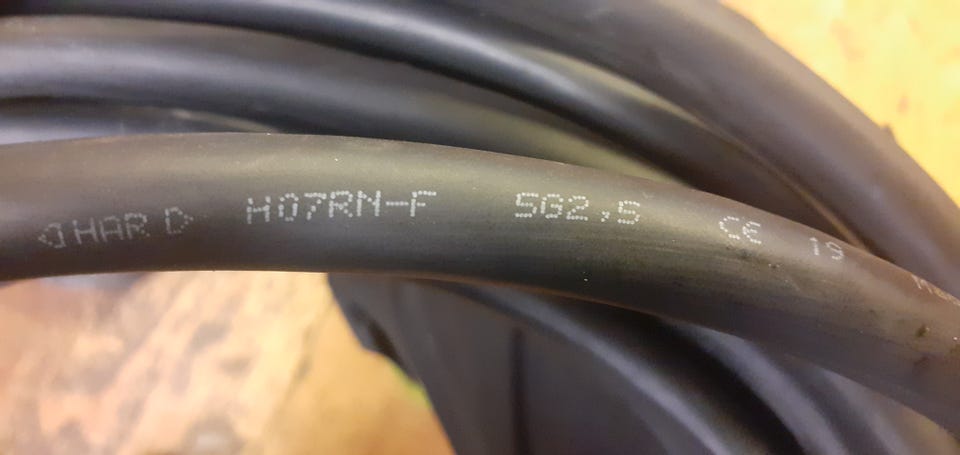 ◁ HAR ▷ H07RN-F 5G2,5 CE 19